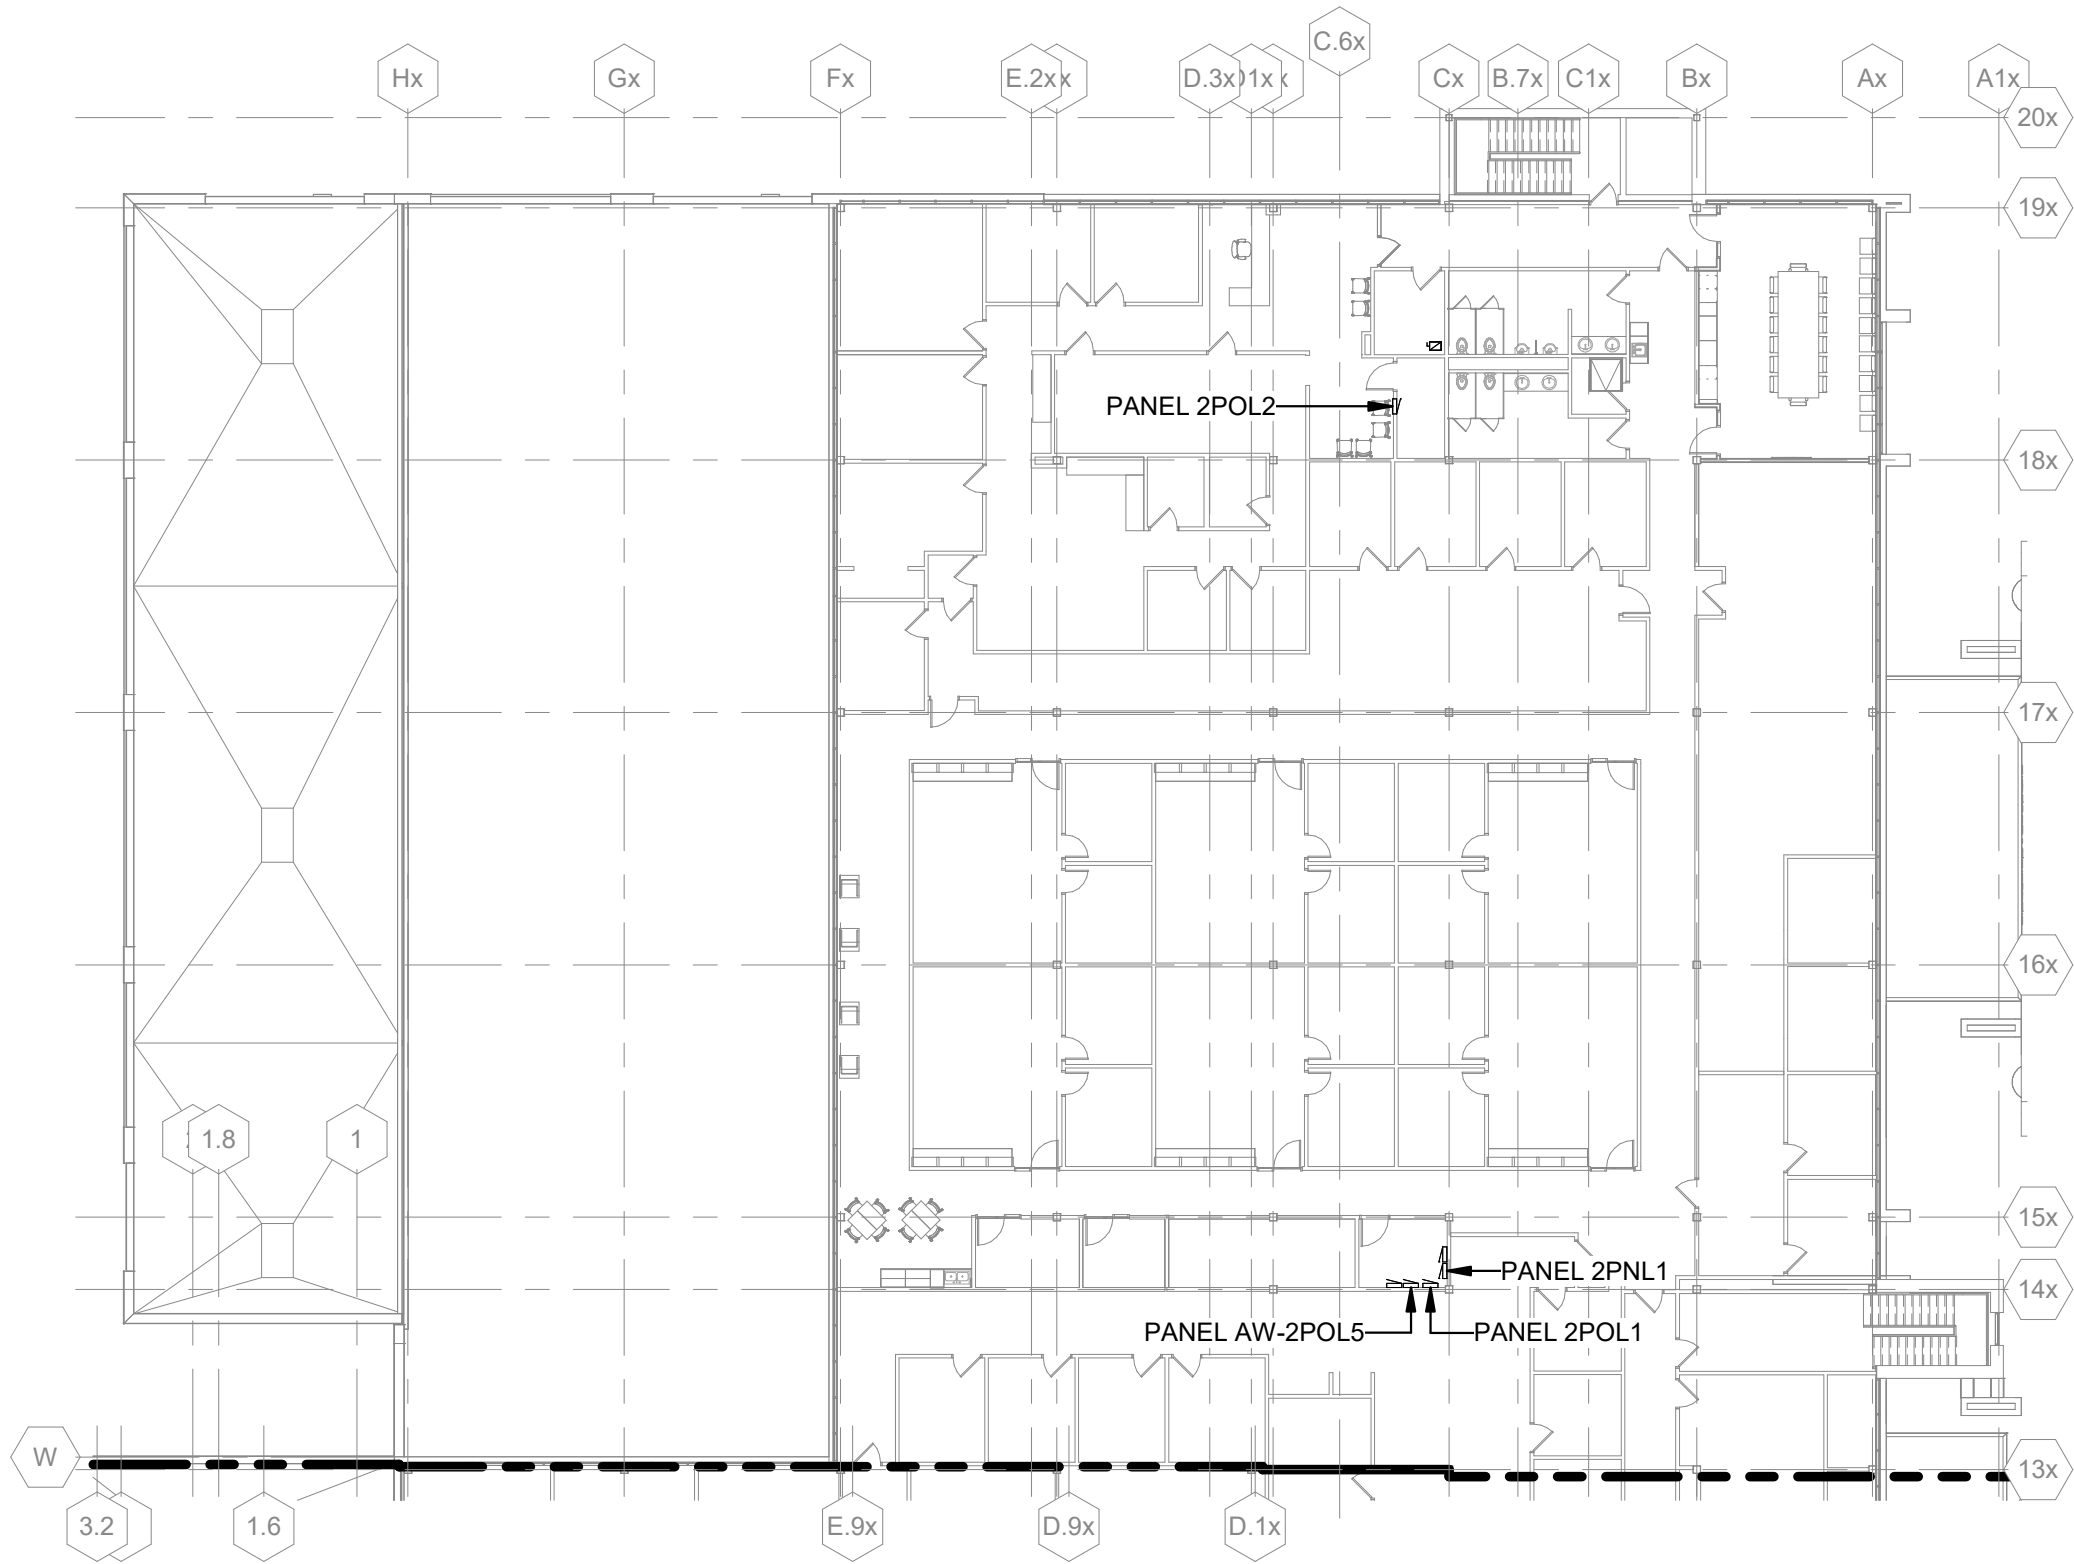 C.6x
Hx
Gx
Fx
E.2x
D.3x
Cx
B.7x
C1x
Bx
Ax
A1x
20x
19x
PANEL 2POL2
18x
17x
16x
1.8
1
15x
PANEL 2PNL1
14x
PANEL AW-2POL5
PANEL 2POL1
W
13x
3.2
1.6
E.9x
D.9x
D.1x